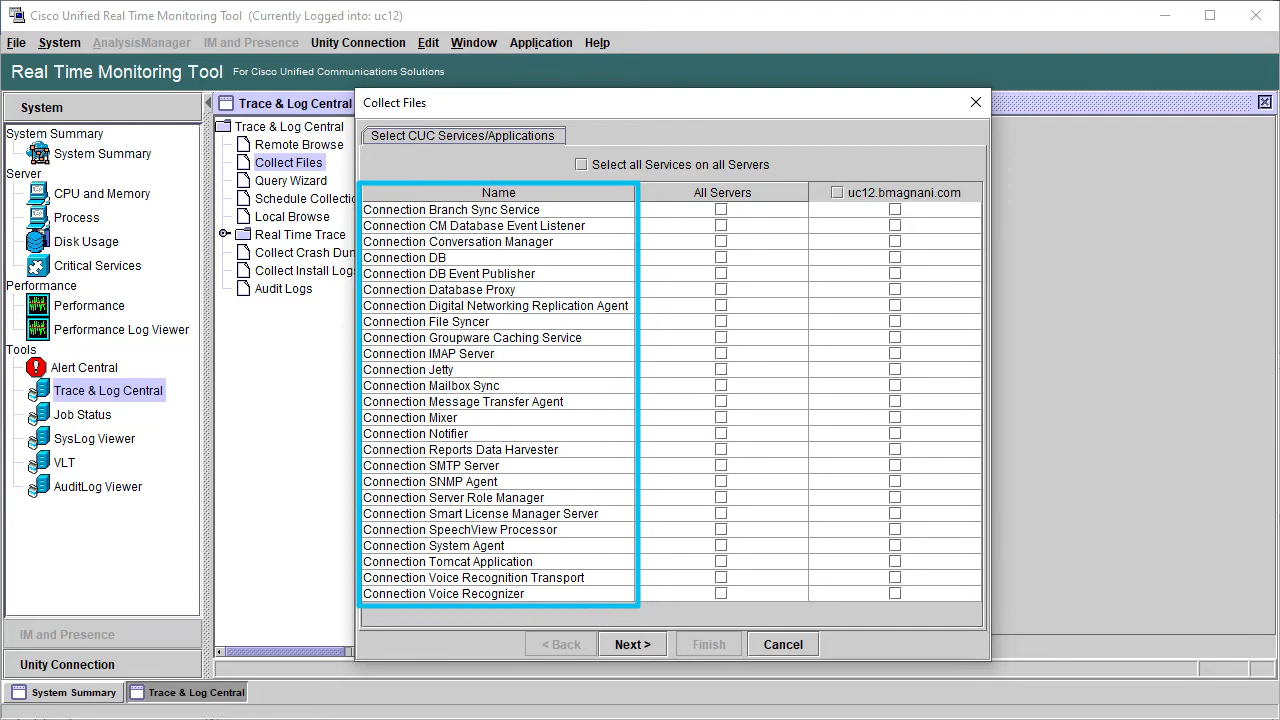 Cisco Unified Real Time Monitoring Tool (Currently Logged into: uc12)
File System AnalysisManager IM and Presence Unity Connection Edit Window Application Help
Real Time Monitoring Tool For Cisco Unified Communications Solutions
System
System Summary
System Summary
Server
CPU and Memory
Process
Disk Usage
Critical Services
Performance
Performance
Performance Log Viewer
Tools
Alert Central
Trace & Log Central
Job Status
SysLog Viewer
VLT
AuditLog Viewer
IM and Presence
Unity Connection
Trace & Log Central
Trace & Log Central
Remote Browse
Collect Files
Query Wizard
Schedule Collectio
Local Browse
Real Time Trace
Collect Crash Dum
Collect Install Logs
Audit Logs
Collect Files
Select CUC Services/Applications
Select all Services on all Servers
Name All Servers uc12.bmagnani.com
Connection Branch Sync Service
Connection CM Database Event Listener
Connection Conversation Manager
Connection DB
Connection DB Event Publisher
Connection Database Proxy
Connection Digital Networking Replication Agent
Connection File Syncer
Connection Groupware Caching Service
Connection IMAP Server
Connection Jetty
Connection Mailbox Sync
Connection Message Transfer Agent
Connection Mixer
Connection Notifier
Connection Reports Data Harvester
Connection SMTP Server
Connection SNMP Agent
Connection Server Role Manager
Connection Smart License Manager Server
Connection SpeechView Processor
Connection System Agent
Connection Tomcat Application
Connection Voice Recognition Transport
Connection Voice Recognizer
< Back Next > Finish Cancel
System Summary Trace & Log Central